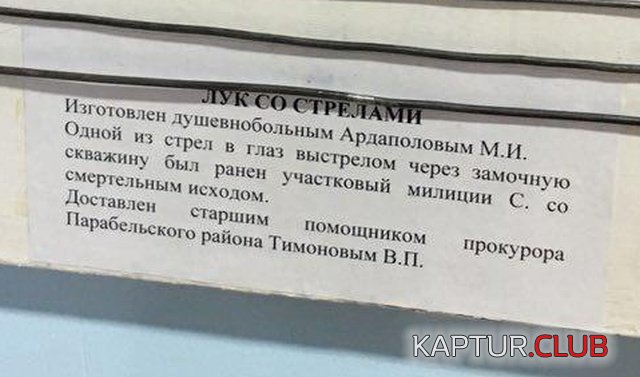 ЛУК СО СТРЕЛАМИ
Изготовлен душевнобольным Ардаполовым М.И.
Одной из стрел в глаз выстрелом через замочную
скважину был ранен участковый милиции С. со
смертельным исходом.
Доставлен старшим помощником прокурора
Парабельского района Тимоновым В.П.
KAPTUR.CLUB